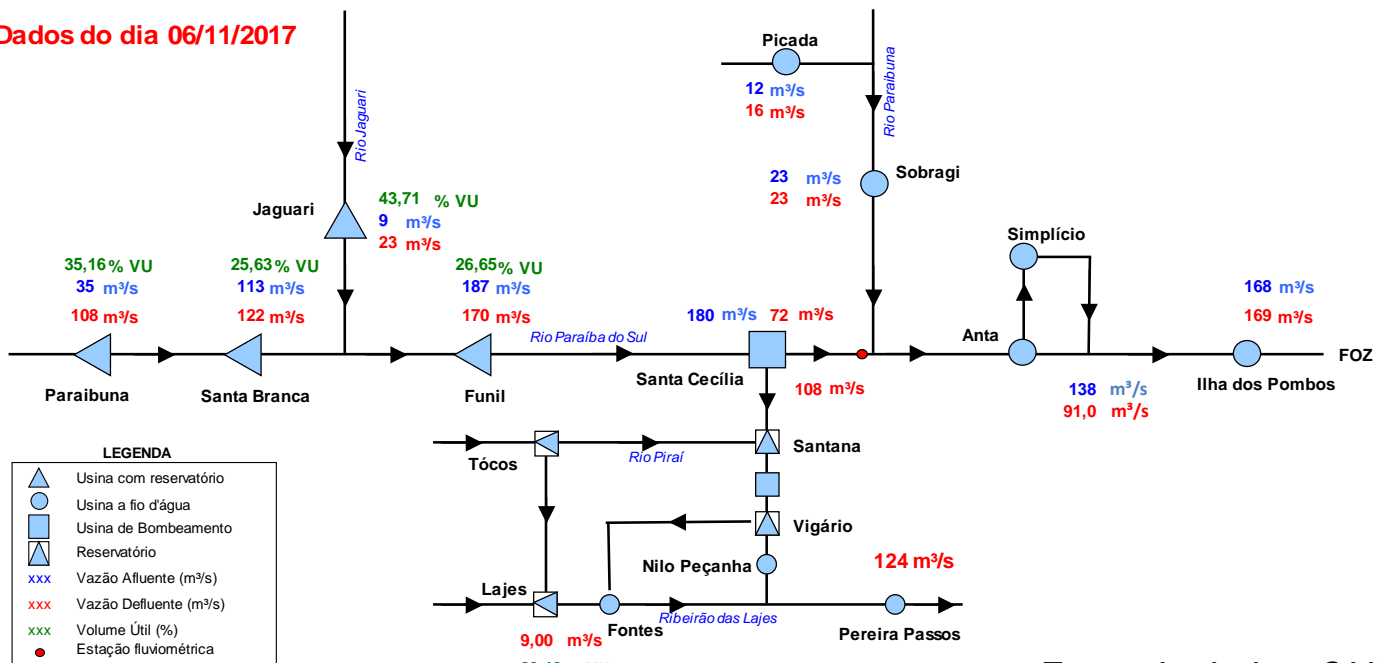 Dados do dia 06/11/2017
Picada
12 m³/s
16 m³/s
Rio Paraibuna
Rio Jaguari
23 m³/s
23 m³/s
Sobragi
Jaguari
43,71 % VU
9 m³/s
23 m³/s
Simplício
35,16 % VU
35 m³/s
108 m³/s
25,63 % VU
113 m³/s
122 m³/s
26,65 % VU
187 m³/s
170 m³/s
Rio Paraíba do Sul
180 m³/s 72 m³/s
168 m³/s
169 m³/s
Anta
FOZ
Paraibuna
Santa Branca
Funil
Santa Cecília
108 m³/s
138 m³/s
91,0 m³/s
Ilha dos Pombos
Tócos
Rio Piraí
Santana
Vigário
Nilo Peçanha
124 m³/s
Lajes
Fontes
Ribeirão das Lajes
Pereira Passos
9,00 m³/s
LEGENDA
Usina com reservatório
Usina a fio d'água
Usina de Bombeamento
Reservatório
xxx Vazão Afluente (m³/s)
xxx Vazão Defluente (m³/s)
xxx Volume Útil (%)
Estação fluviométrica